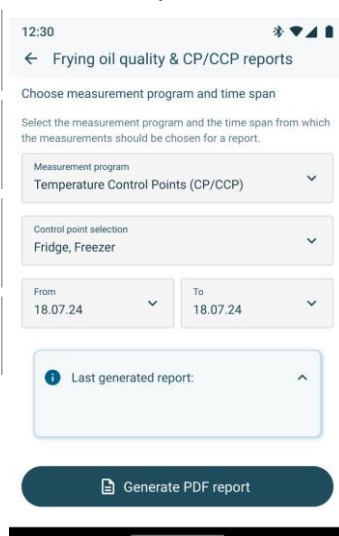 12:30
Frying oil quality & CP/CCP reports
Choose measurement program and time span
Select the measurement program and the time span from which
the measurements should be chosen for a report.
Measurement program
Temperature Control Points (CP/CCP)
Control point selection
Fridge, Freezer
From
18.07.24
To
18.07.24
Last generated report:
Generate PDF report